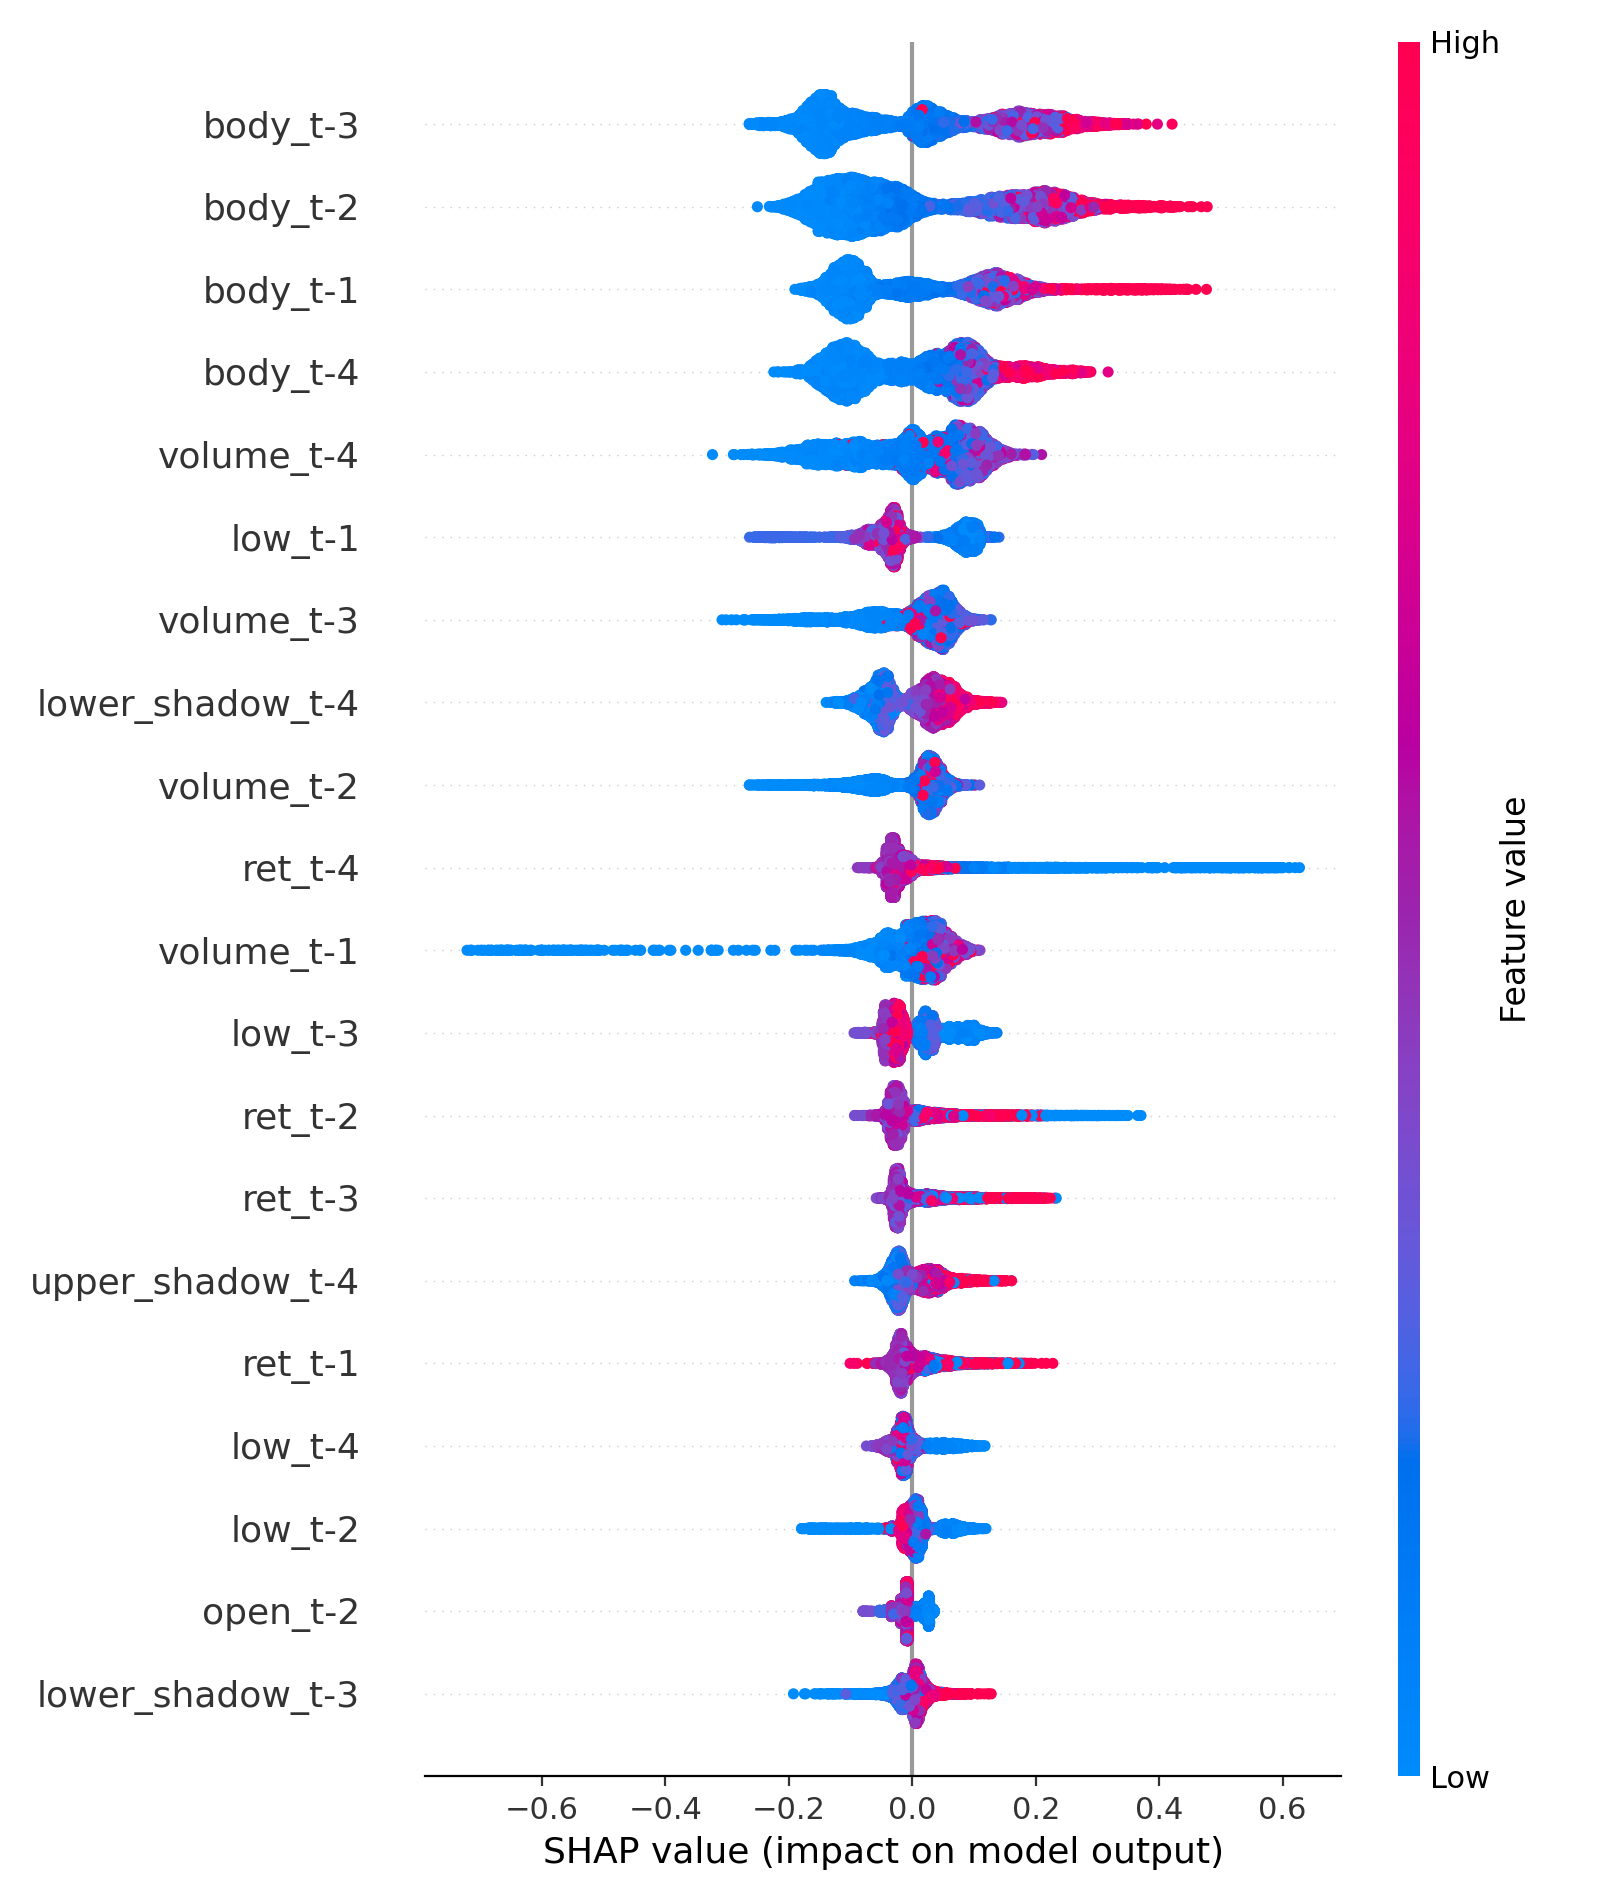 High
body_t-3
body_t-2
body_t-1
body_t-4
volume_t-4
low_t-1
volume_t-3
lower_shadow_t-4
volume_t-2
ret_t-4
volume_t-1
low_t-3
ret_t-2
ret_t-3
upper_shadow_t-4
ret_t-1
low_t-4
low_t-2
open_t-2
lower_shadow_t-3
Feature value
Low
−0.6 −0.4 −0.2 0.0 0.2 0.4 0.6
SHAP value (impact on model output)